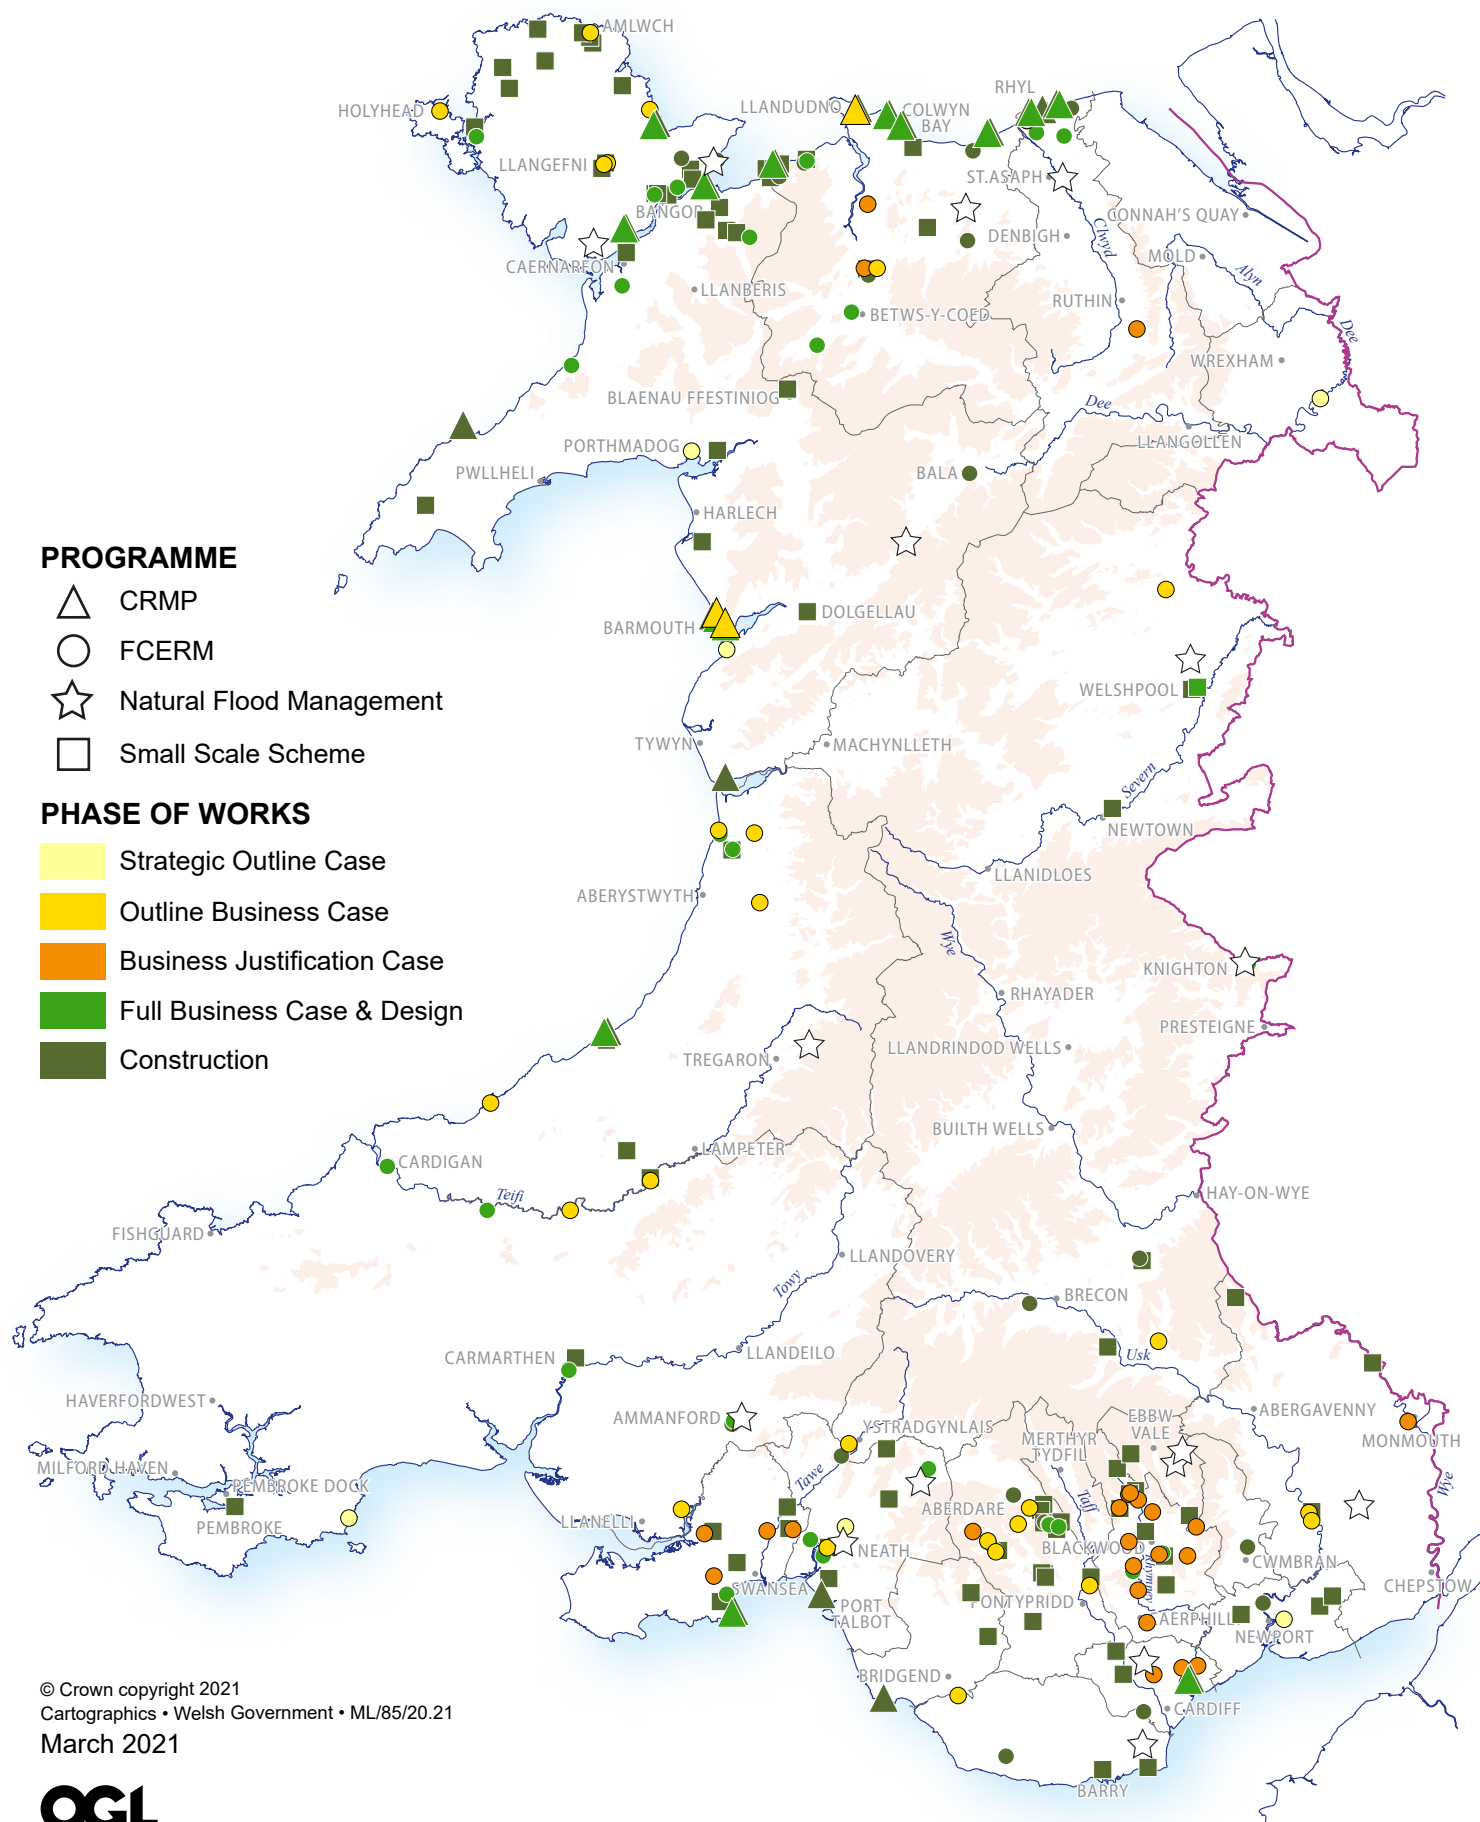 AMLWCH
HOLYHEAD
LLANGEFNI
BANGOR
CAERNARFON
LLANBERIS
LLANDUDNO
COLWYN
BAY
RHYL
ST.ASAPH
CONNAH'S QUAY
DENBIGH
Clwyd
MOLD
Alyn
RUTHIN
BETWS-Y-COED
Dee
WREXHAM
BLAENAU FFESTINIOG
Dee
LLANGOLLEN
PORTHMADOG
PWLLHELI
BALA
HARLECH
PROGRAMME
CRMP
FCERM
Natural Flood Management
Small Scale Scheme
PHASE OF WORKS
Strategic Outline Case
Outline Business Case
Business Justification Case
Full Business Case & Design
Construction
BARMOUTH
DOLGELLAU
WELSHPOOL
TYWYN
MACHYNLLETH
Severn
NEWTOWN
LLANIDLOES
ABERYSTWYTH
Wye
KNIGHTON
RHAYADER
PRESTEIGNE
TREGARON
LLANDRINDOD WELLS
BUILTH WELLS
LAMPETER
CARDIGAN
Teifi
HAY-ON-WYE
FISHGUARD
LLANDOVERY
Towy
BRECON
Usk
CARMARTHEN
LLANDEILO
HAVERFORDWEST
AMMANFORD
YSTRADGYNLAIS
MERTHYR
TYDFIL
EBBW
VALE
ABERGAVENNY
MONMOUTH
MILFORD HAVEN
PEMBROKE DOCK
PEMBROKE
Tawe
ABERDARE
Taff
Wye
LLANELLI
NEATH
BLACKWOOD
Rhymney
CWMBRAN
CHEPSTOW
SWANSEA
PORT
TALBOT
PONTYPRIDD
CAERPHILLY
NEWPORT
BRIDGEND
CARDIFF
BARRY
© Crown copyright 2021
Cartographics • Welsh Government • ML/85/20.21
March 2021
OGL